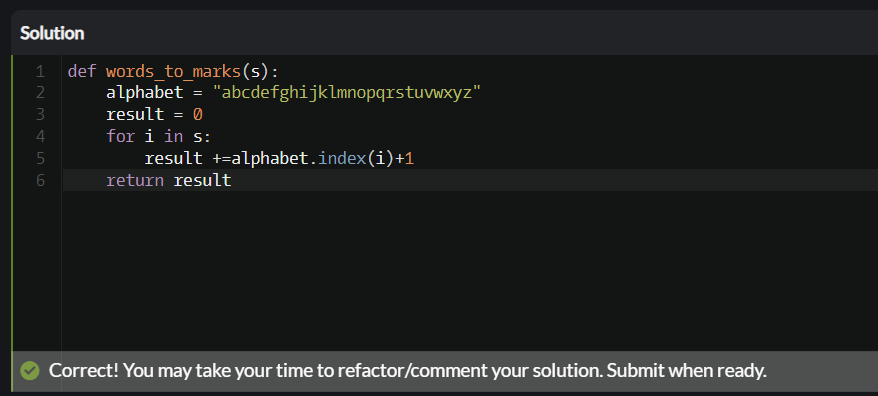 Solution
1 def words_to_marks(s):
2     alphabet = "abcdefghijklmnopqrstuvwxyz"
3     result = 0
4     for i in s:
5         result +=alphabet.index(i)+1
6     return result
Correct! You may take your time to refactor/comment your solution. Submit when ready.